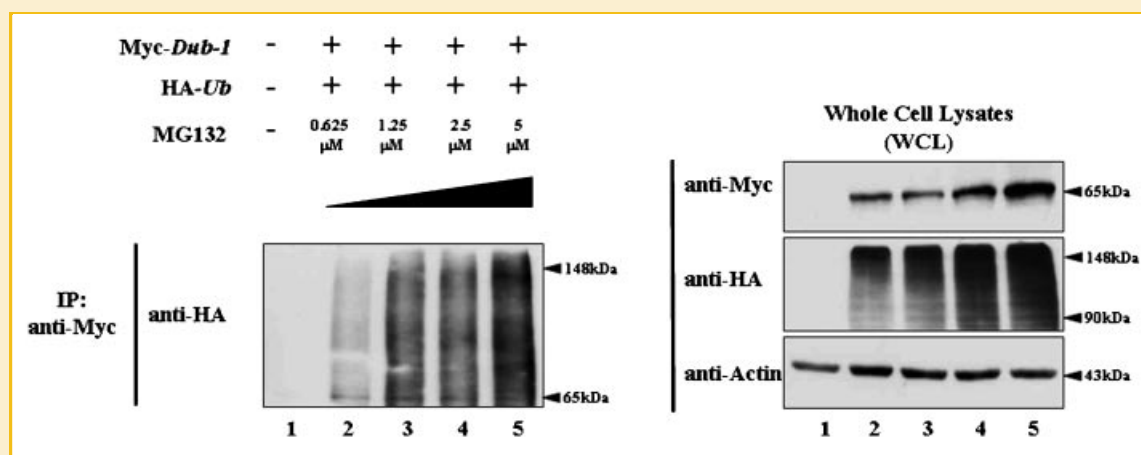 Myc-Dub-1 - + + + +
HA-Ub - + + + +
MG132 - 0.625 μM 1.25 μM 2.5 μM 5 μM
IP:
anti-Myc
anti-HA
148kDa
65kDa
1 2 3 4 5
Whole Cell Lysates
(WCL)
anti-Myc
65kDa
anti-HA
148kDa
90kDa
anti-Actin
43kDa
1 2 3 4 5